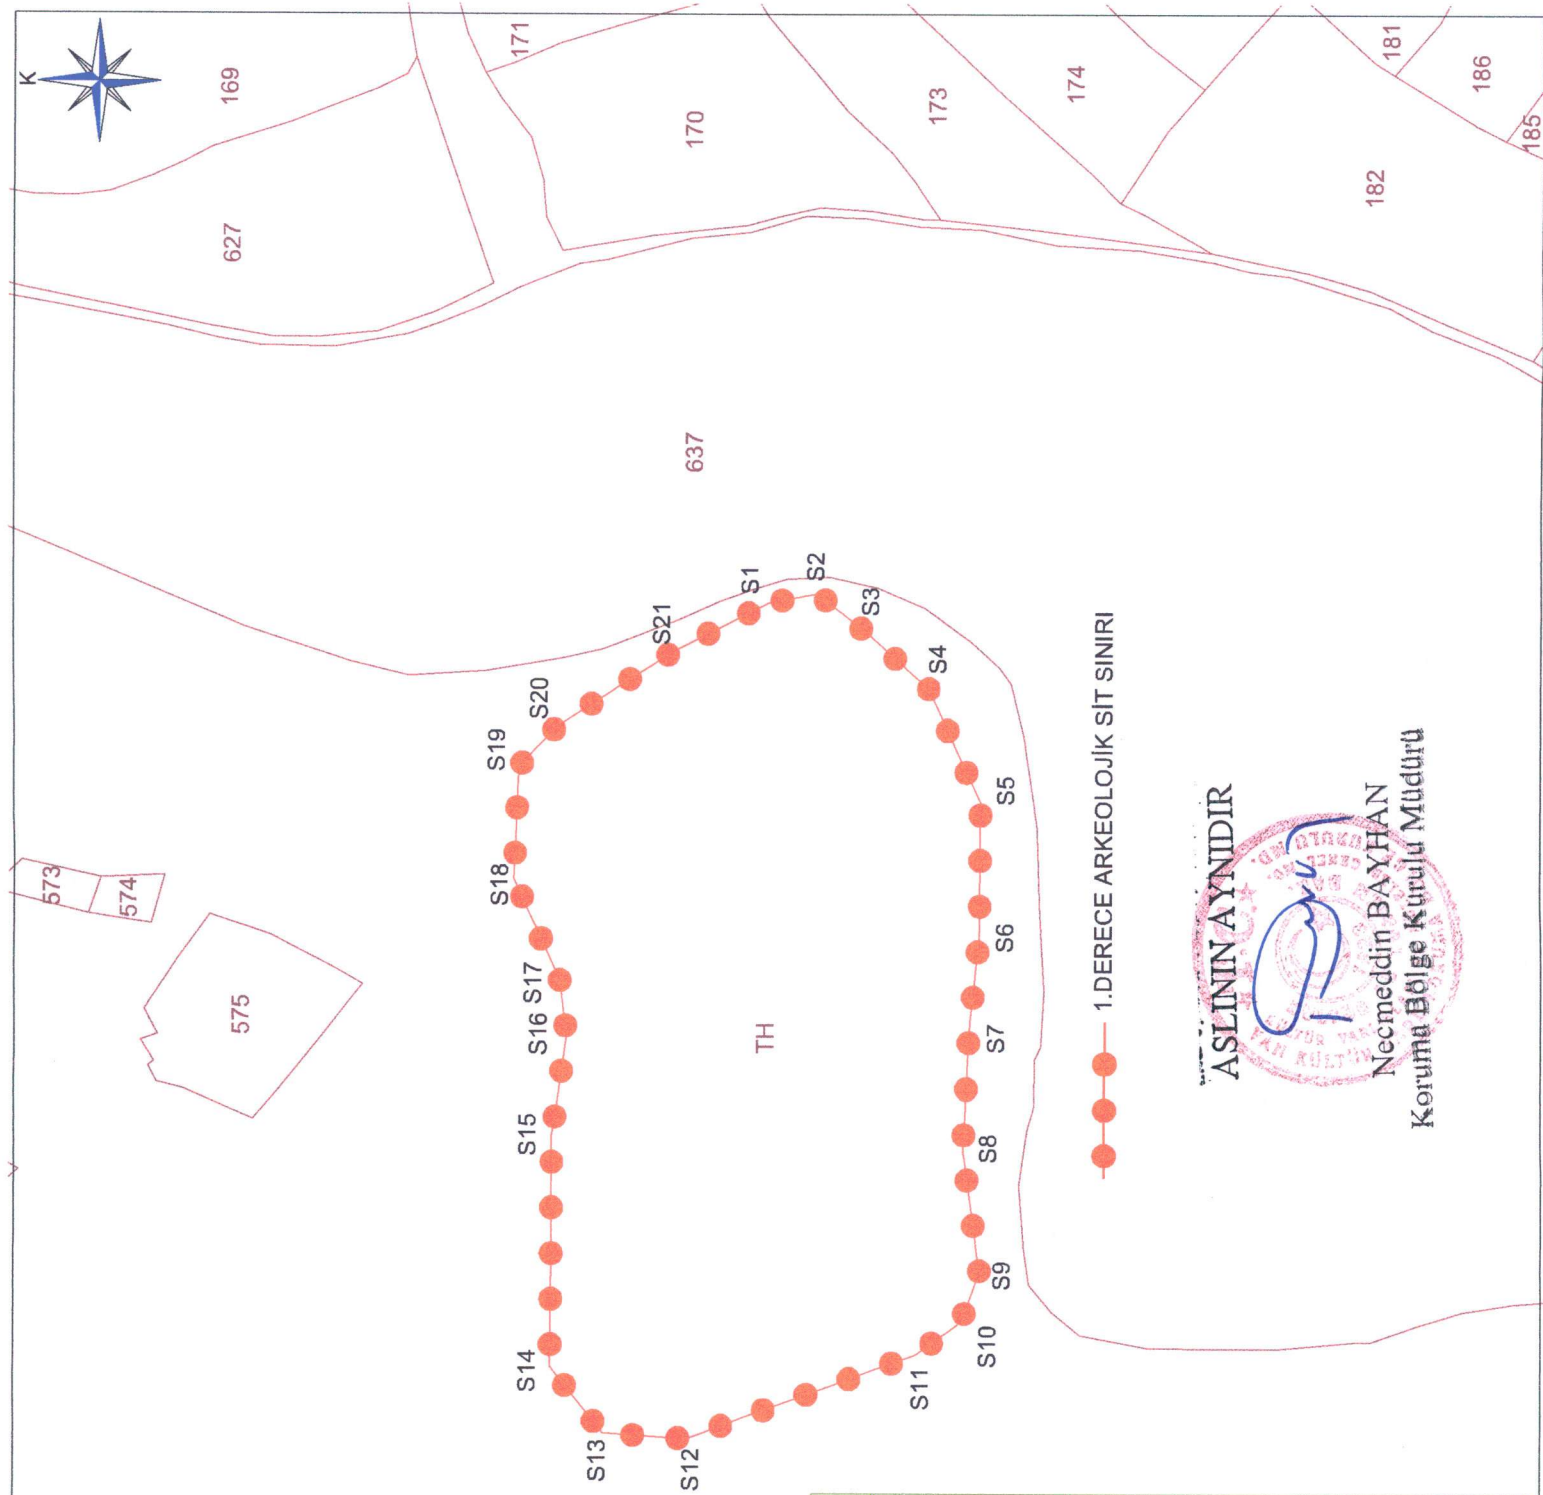 K
169
171
170
173
174
181
186
185
182
627
637
573
574
575
TH
S1
S2
S3
S4
S5
S6
S7
S8
S9
S10
S11
S12
S13
S14
S15
S16
S17
S18
S19
S20
S21
1.DERECE ARKEOLOJİK SİT SINIRI
ASLININ AYNIDIR
Necmeddin BAYHAN
Koruma Bölge Kurulu Müdürü